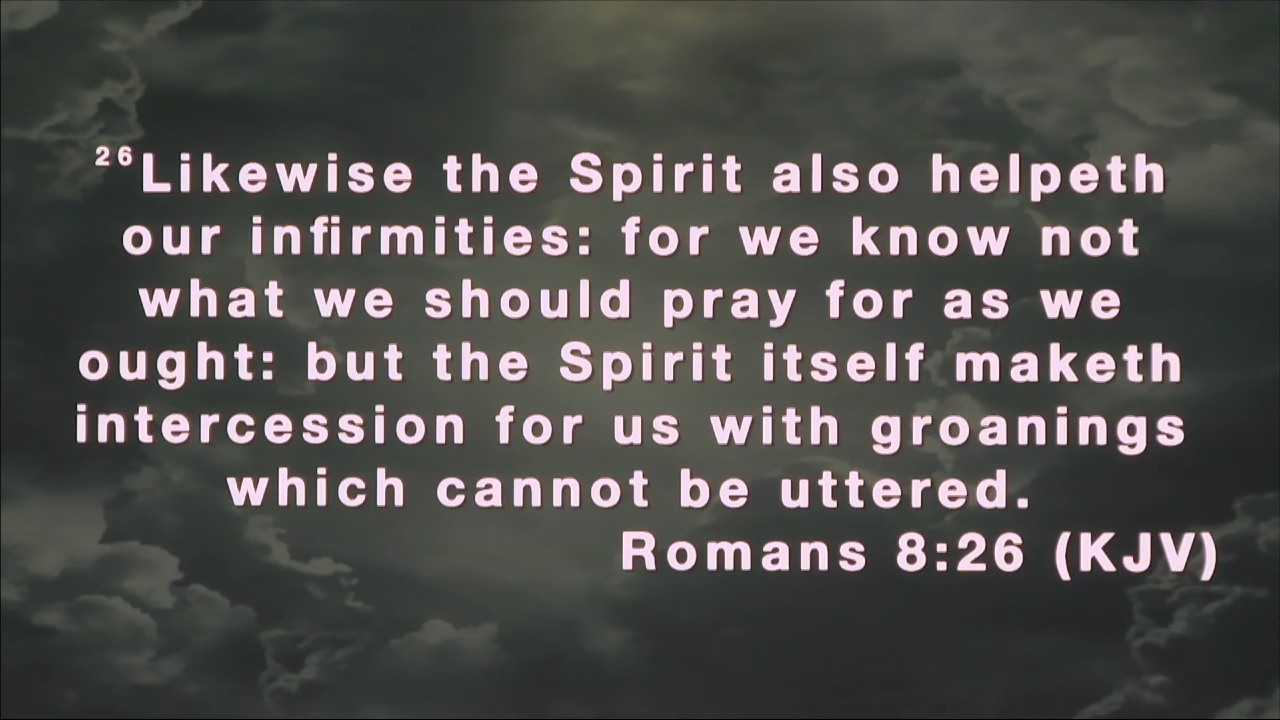 26Likewise the Spirit also helpeth
our infirmities: for we know not
what we should pray for as we
ought: but the Spirit itself maketh
intercession for us with groanings
which cannot be uttered.
Romans 8:26 (KJV)